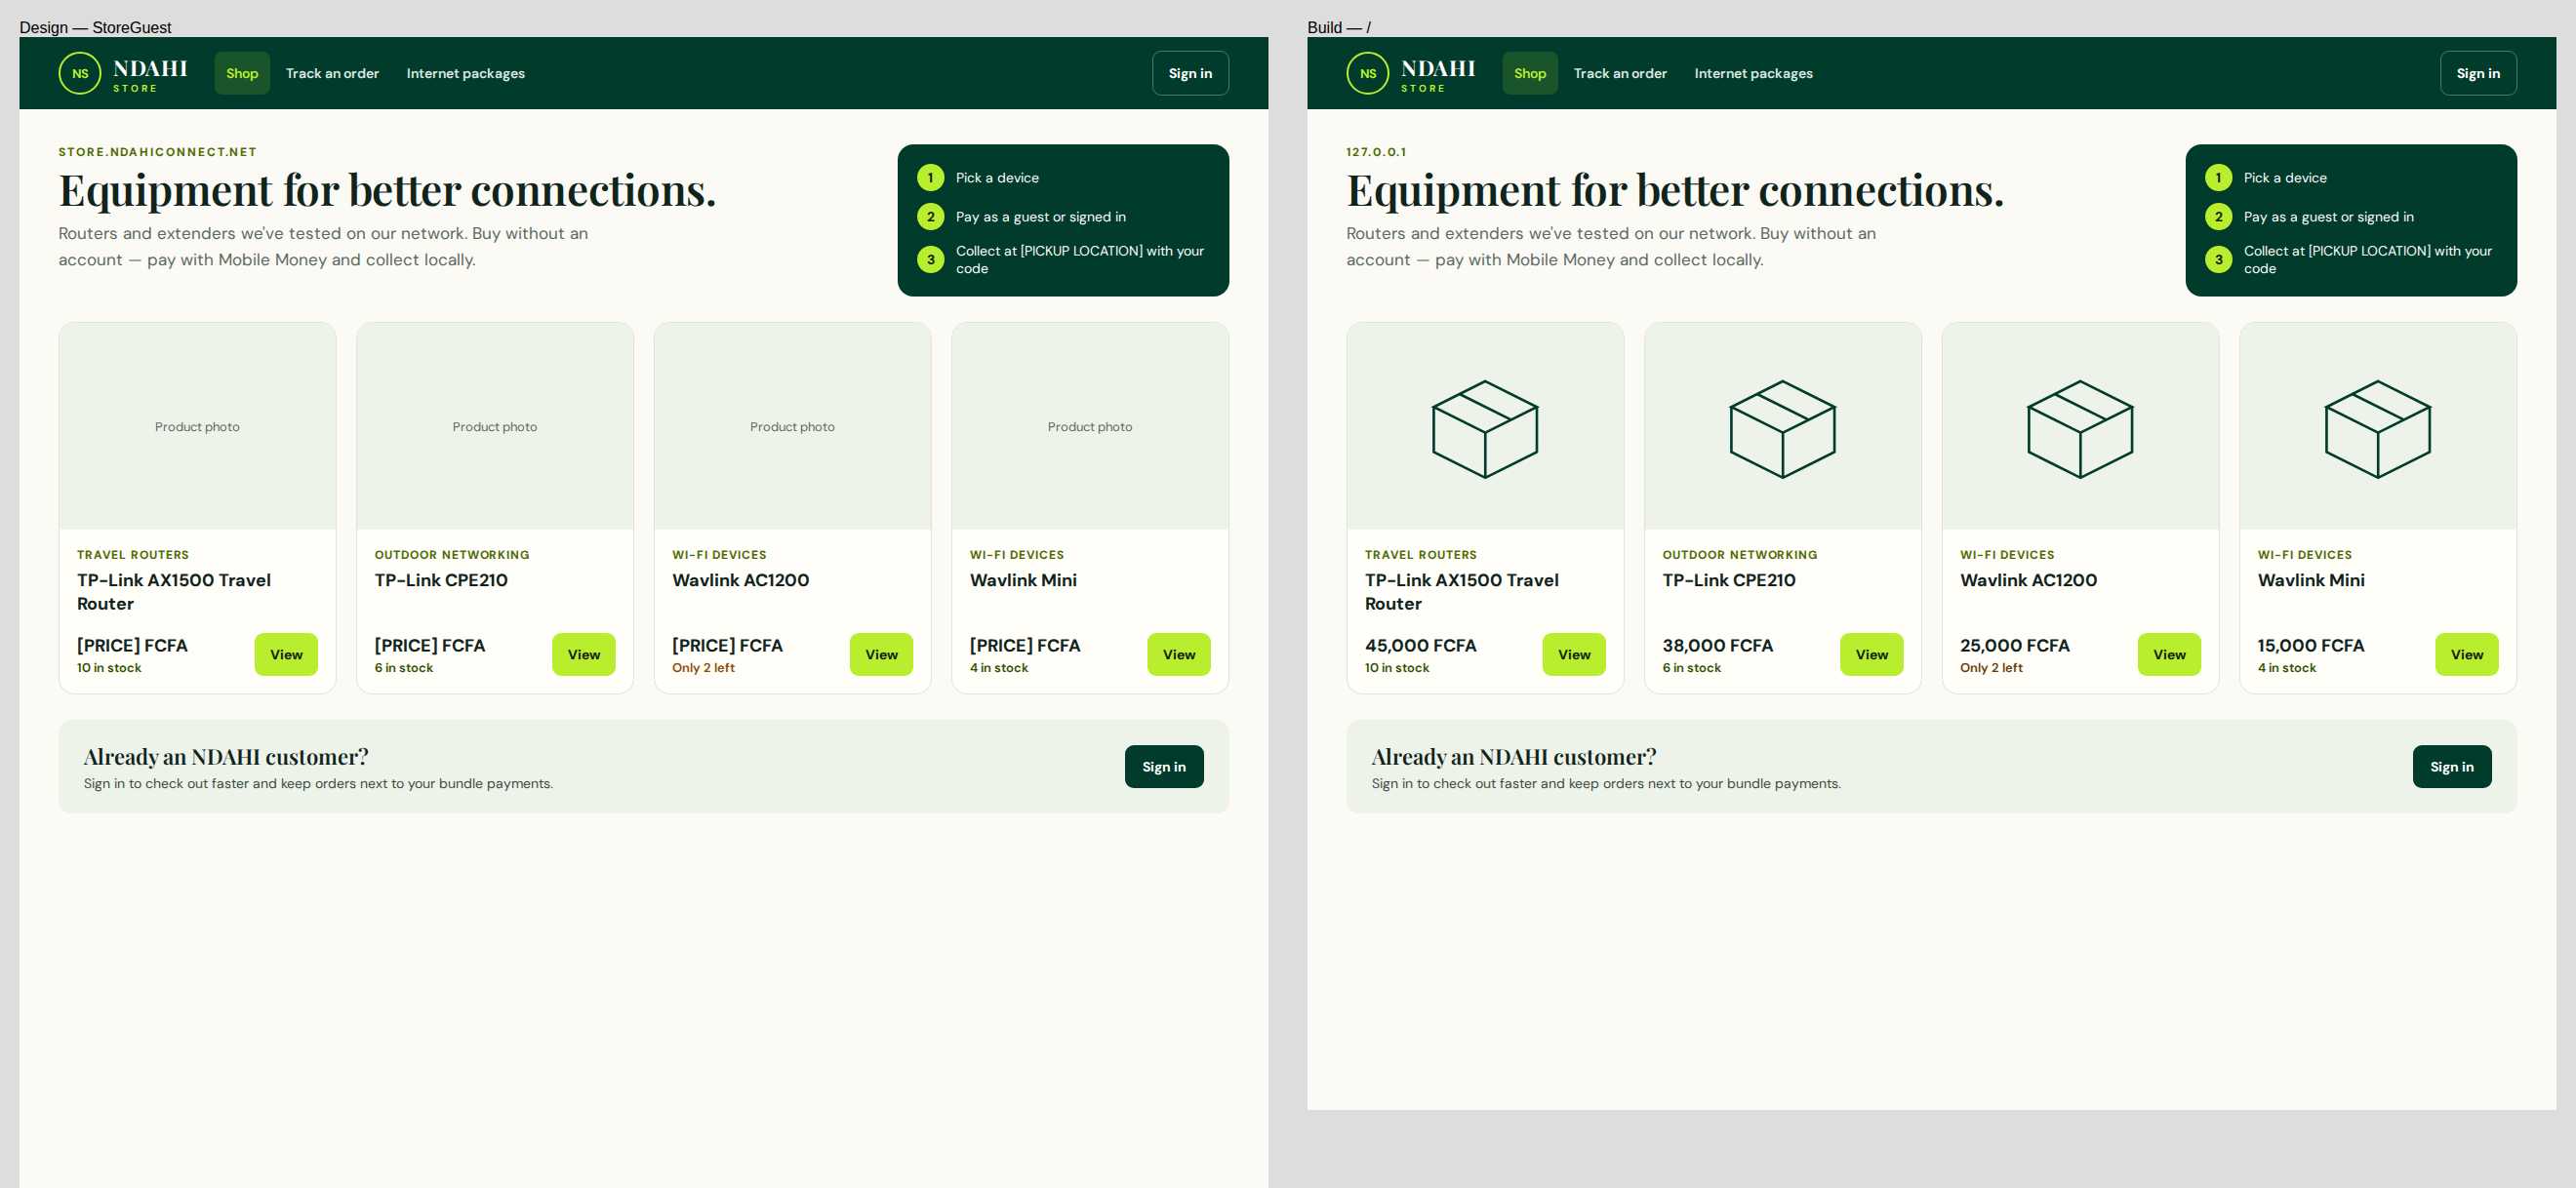 Design — StoreGuest
NS
NDAHI
STORE
Shop
Track an order
Internet packages
Sign in
STORE.NDAHICONNECT.NET
Equipment for better connections.
Routers and extenders we've tested on our network. Buy without an
account — pay with Mobile Money and collect locally.
1
Pick a device
2
Pay as a guest or signed in
3
Collect at [PICKUP LOCATION] with your
code
Product photo
Product photo
Product photo
Product photo
TRAVEL ROUTERS
TP-Link AX1500 Travel
Router
[PRICE] FCFA
10 in stock
View
OUTDOOR NETWORKING
TP-Link CPE210
[PRICE] FCFA
6 in stock
View
WI-FI DEVICES
Wavlink AC1200
[PRICE] FCFA
Only 2 left
View
WI-FI DEVICES
Wavlink Mini
[PRICE] FCFA
4 in stock
View
Already an NDAHI customer?
Sign in to check out faster and keep orders next to your bundle payments.
Sign in
Build — /
NS
NDAHI
STORE
Shop
Track an order
Internet packages
Sign in
127.0.0.1
Equipment for better connections.
Routers and extenders we've tested on our network. Buy without an
account — pay with Mobile Money and collect locally.
1
Pick a device
2
Pay as a guest or signed in
3
Collect at [PICKUP LOCATION] with your
code
TRAVEL ROUTERS
TP-Link AX1500 Travel
Router
45,000 FCFA
10 in stock
View
OUTDOOR NETWORKING
TP-Link CPE210
38,000 FCFA
6 in stock
View
WI-FI DEVICES
Wavlink AC1200
25,000 FCFA
Only 2 left
View
WI-FI DEVICES
Wavlink Mini
15,000 FCFA
4 in stock
View
Already an NDAHI customer?
Sign in to check out faster and keep orders next to your bundle payments.
Sign in